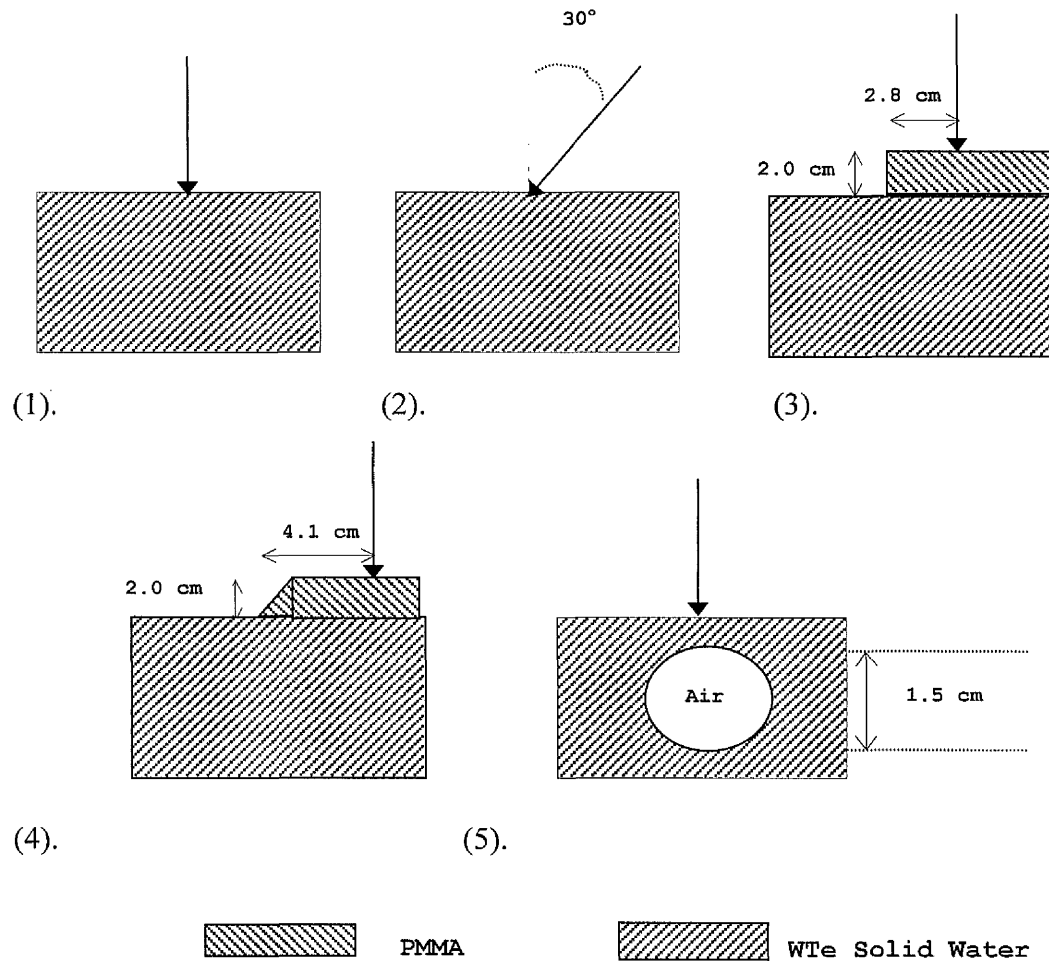 30°
2.8 cm
2.0 cm
(1).
(2).
(3).
4.1 cm
2.0 cm
Air
1.5 cm
(4).
(5).
PMMA
WTe Solid Water